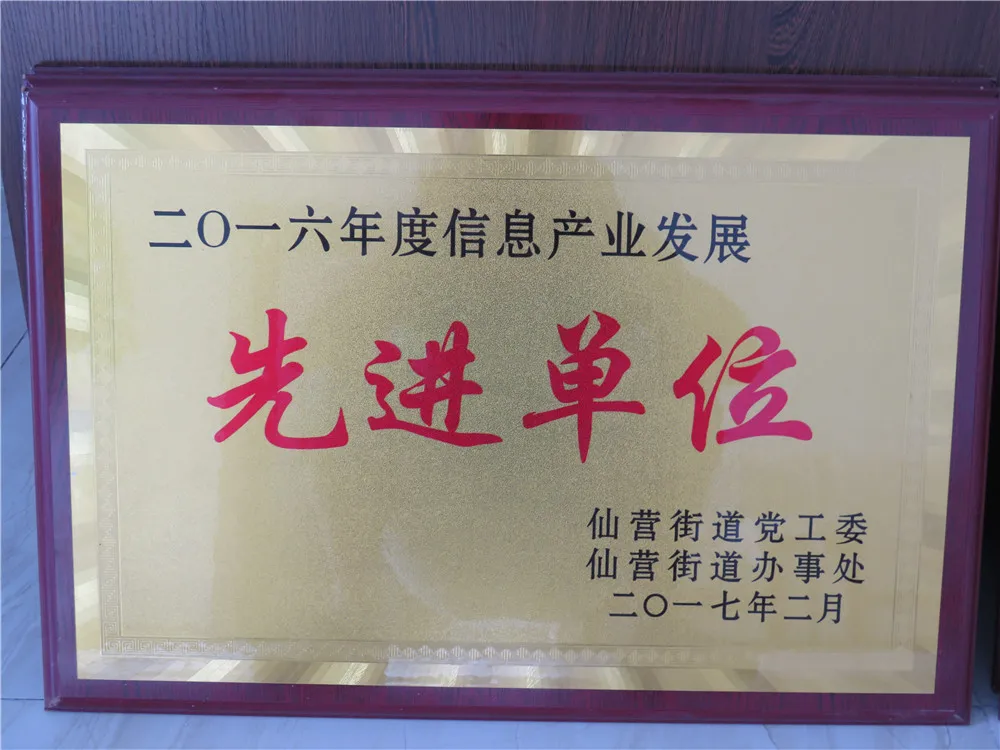 二〇一六年度信息产业发展
先进单位
仙营街道党工委
仙营街道办事处
二〇一七年二月